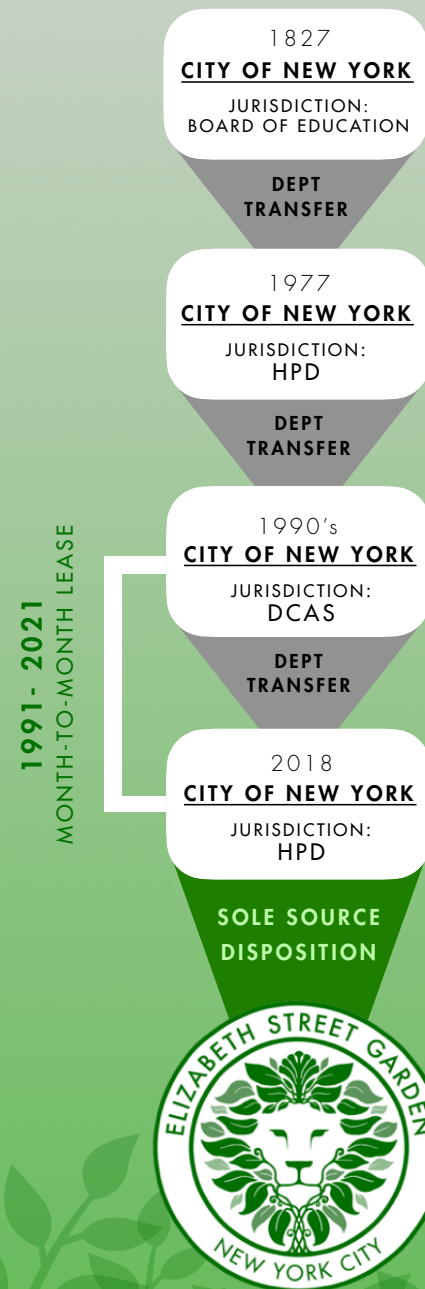 1827
CITY OF NEW YORK
JURISDICTION:
BOARD OF EDUCATION
DEPT
TRANSFER
1977
CITY OF NEW YORK
JURISDICTION:
HPD
DEPT
TRANSFER
1990's
CITY OF NEW YORK
JURISDICTION:
DCAS
DEPT
TRANSFER
1991- 2021
MONTH-TO-MONTH LEASE
2018
CITY OF NEW YORK
JURISDICTION:
HPD
SOLE SOURCE
DISPOSITION
ELIZABETH STREET GARDEN
NEW YORK CITY